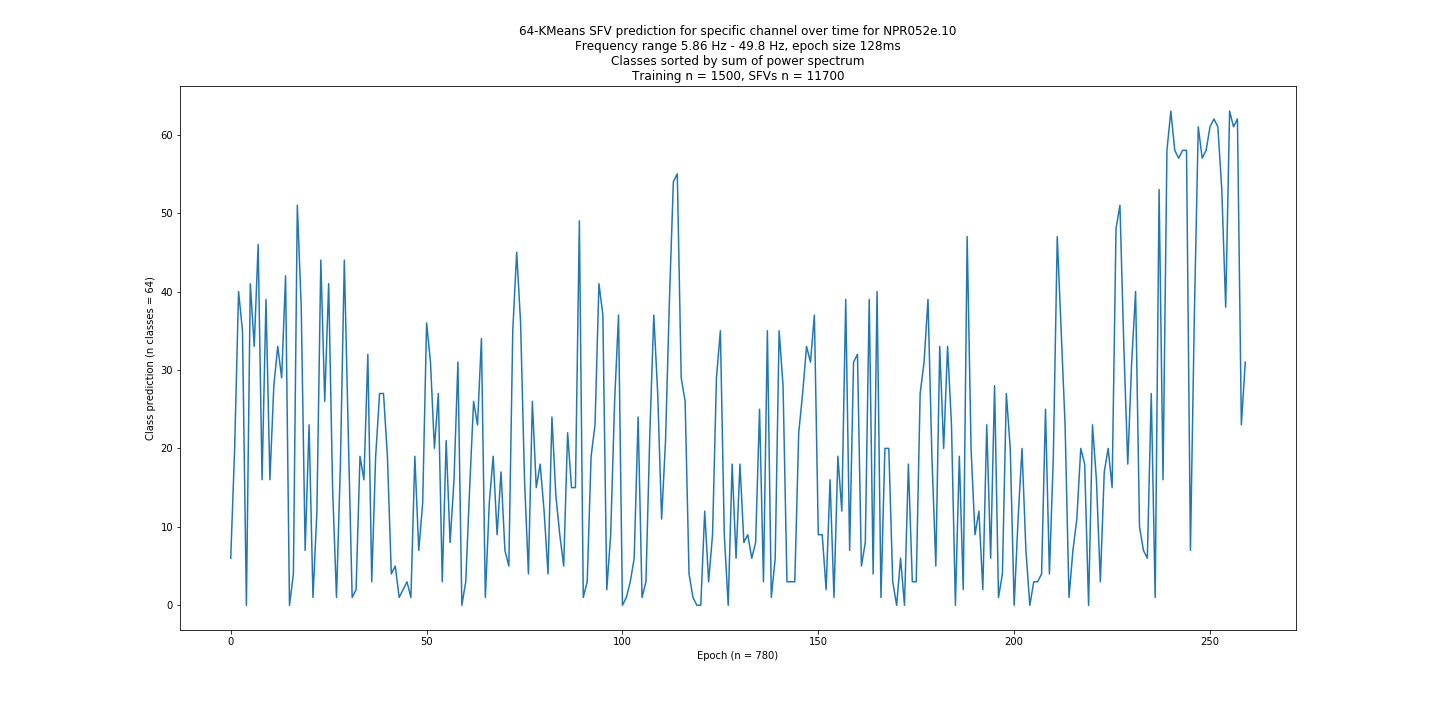 64-KMeans SFV prediction for specific channel over time for NPR052e.10
Frequency range 5.86 Hz - 49.8 Hz, epoch size 128ms
Classes sorted by sum of power spectrum
Training n = 1500, SFVs n = 11700
Class prediction (n classes = 64)
60
50
40
30
20
10
0
0 50 100 150 200 250
Epoch (n = 780)